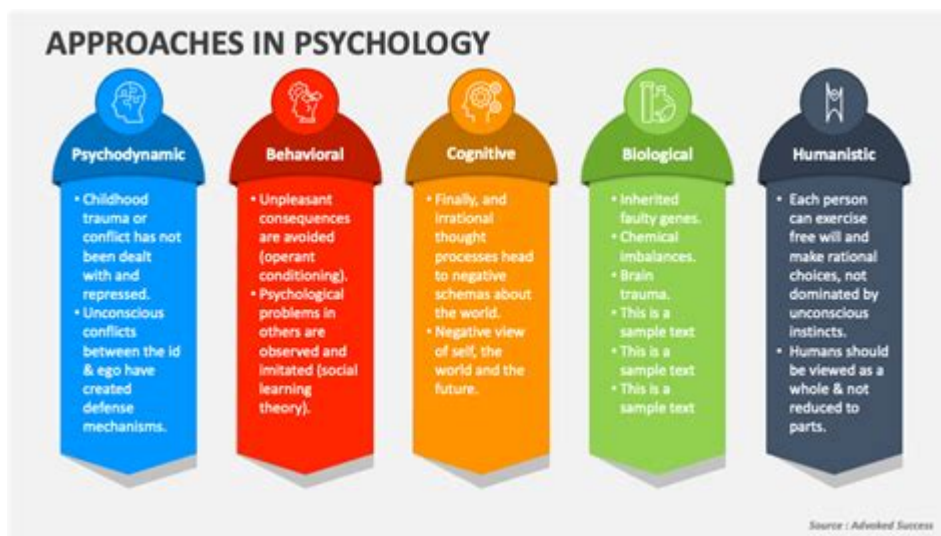 APPROACHES IN PSYCHOLOGY
Psychodynamic
• Childhood
trauma or
conflict has not
been dealt
with and
repressed.
• Unconscious
conflicts
between the id
& ego have
created
defense
mechanisms.
Behavioral
• Unpleasant
consequences
are avoided
(operant
conditioning).
• Psychological
problems in
others are
observed and
imitated (social
learning
theory).
Cognitive
• Finally, and
irrational
thought
processes head
to negative
schemas about
the world.
• Negative view
of self, the
world and the
future.
Biological
• Inherited
faulty genes.
• Chemical
imbalances.
• Brain
trauma.
• This is a
sample text
• This is a
sample text
• This is a
sample text
Humanistic
• Each person
can exercise
free will and
make rational
choices, not
dominated by
unconscious
instincts.
• Humans should
be viewed as a
whole & not
reduced to
parts.
Source : Advoked Success